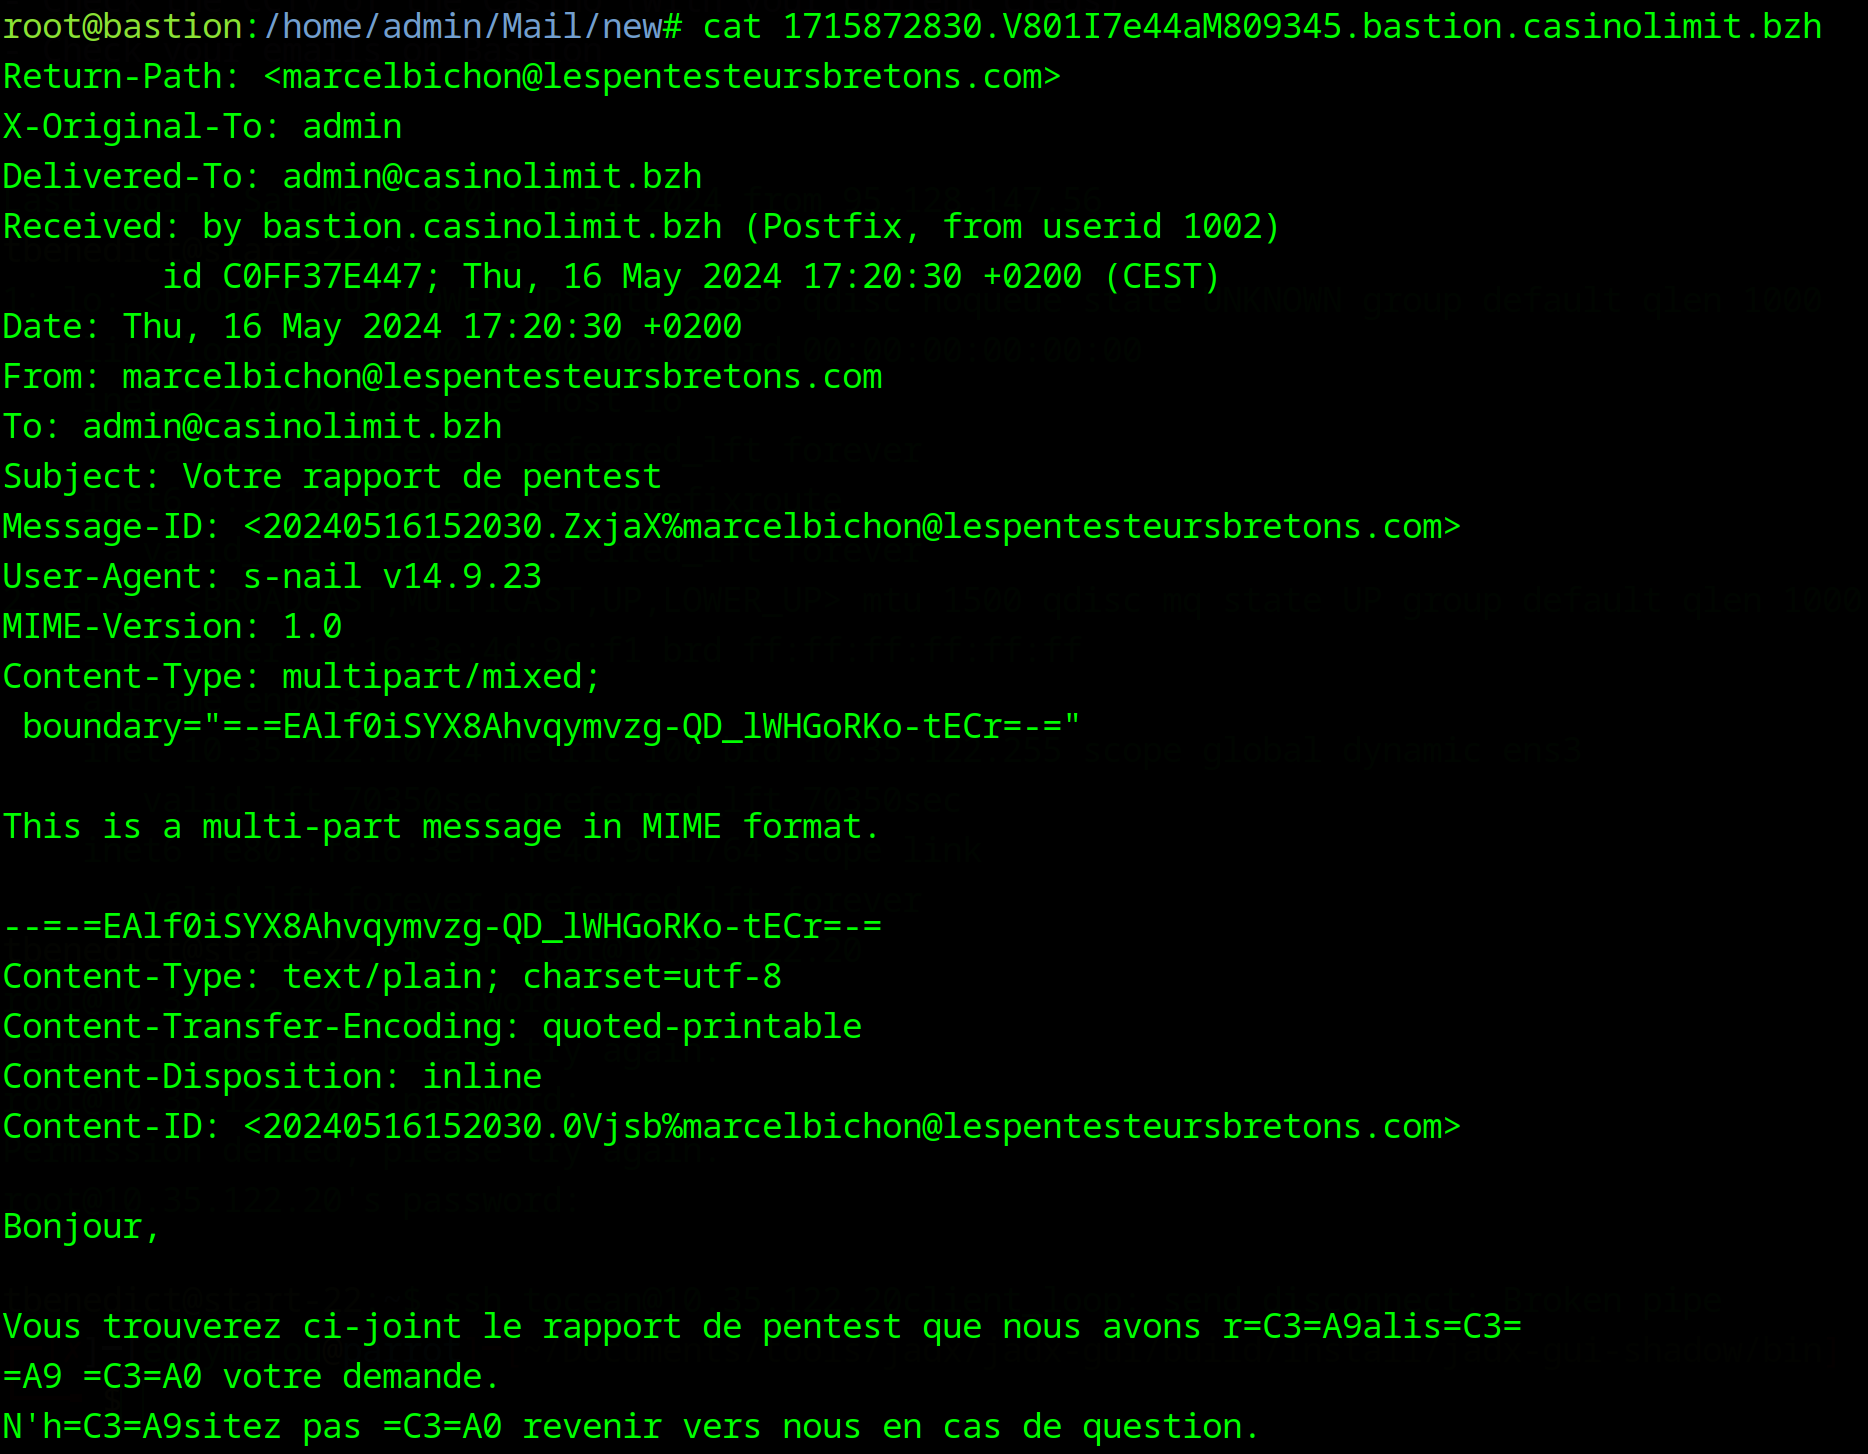 root@bastion:/home/admin/Mail/new# cat 1715872830.V801I7e44aM809345.bastion.casinolimit.bzh
Return-Path: <marcelbichon@lespentesteursbretons.com>
X-Original-To: admin
Delivered-To: admin@casinolimit.bzh
Received: by bastion.casinolimit.bzh (Postfix, from userid 1002)
        id C0FF37E447; Thu, 16 May 2024 17:20:30 +0200 (CEST)
Date: Thu, 16 May 2024 17:20:30 +0200
From: marcelbichon@lespentesteursbretons.com
To: admin@casinolimit.bzh
Subject: Votre rapport de pentest
Message-ID: <20240516152030.ZxjaX%marcelbichon@lespentesteursbretons.com>
User-Agent: s-nail v14.9.23
MIME-Version: 1.0
Content-Type: multipart/mixed;
 boundary="=-=EAlf0iSYX8Ahvqymvzg-QD_lWHGoRKo-tECr=-="

This is a multi-part message in MIME format.

--=-=EAlf0iSYX8Ahvqymvzg-QD_lWHGoRKo-tECr=-=
Content-Type: text/plain; charset=utf-8
Content-Transfer-Encoding: quoted-printable
Content-Disposition: inline
Content-ID: <20240516152030.0Vjsb%marcelbichon@lespentesteursbretons.com>

Bonjour,

Vous trouverez ci-joint le rapport de pentest que nous avons r=C3=A9alis=C3=
=A9 =C3=A0 votre demande.
N'h=C3=A9sitez pas =C3=A0 revenir vers nous en cas de question.